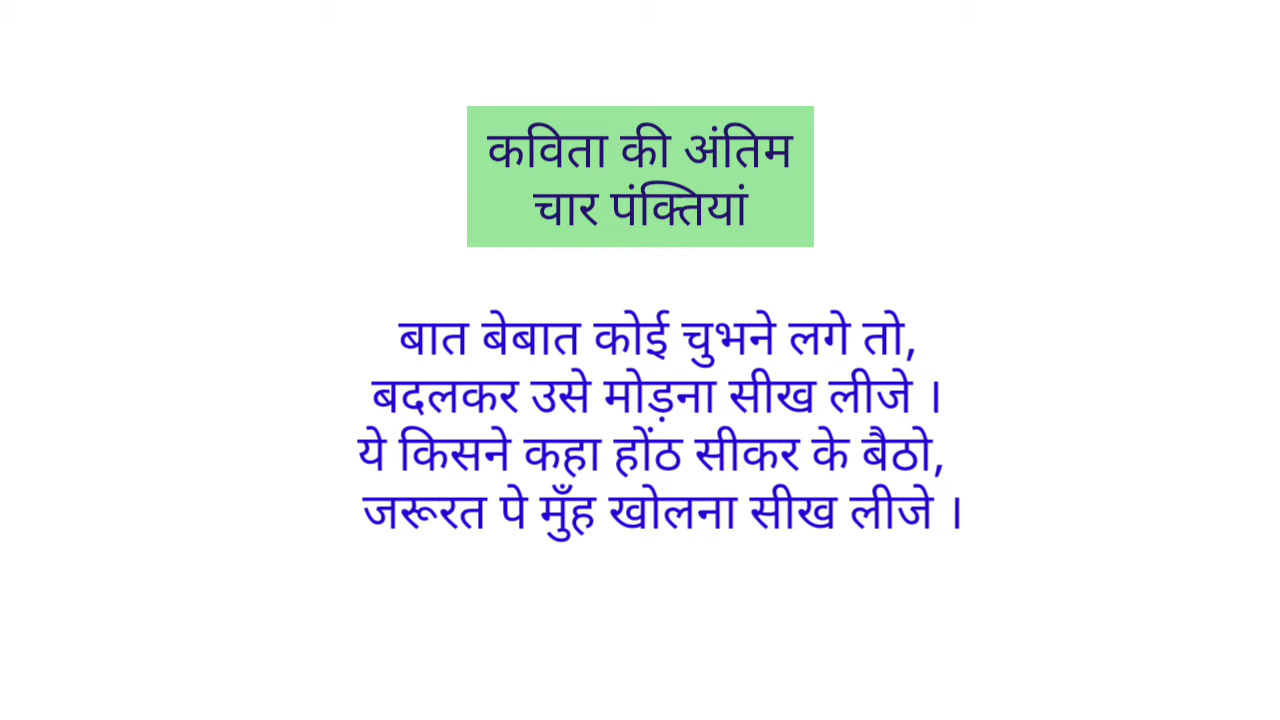 कविता की अंतिम
चार पंक्तियां
बात बेबात कोई चुभने लगे तो,
बदलकर उसे मोड़ना सीख लीजे ।
ये किसने कहा होंठ सीकर के बैठो,
जरूरत पे मुँह खोलना सीख लीजे ।